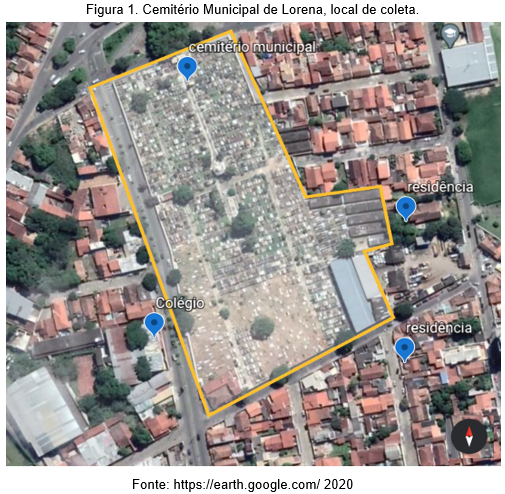 Figura 1. Cemitério Municipal de Lorena, local de coleta.
cemitério municipal
residência
Colégio
residência
Fonte: https://earth.google.com/ 2020